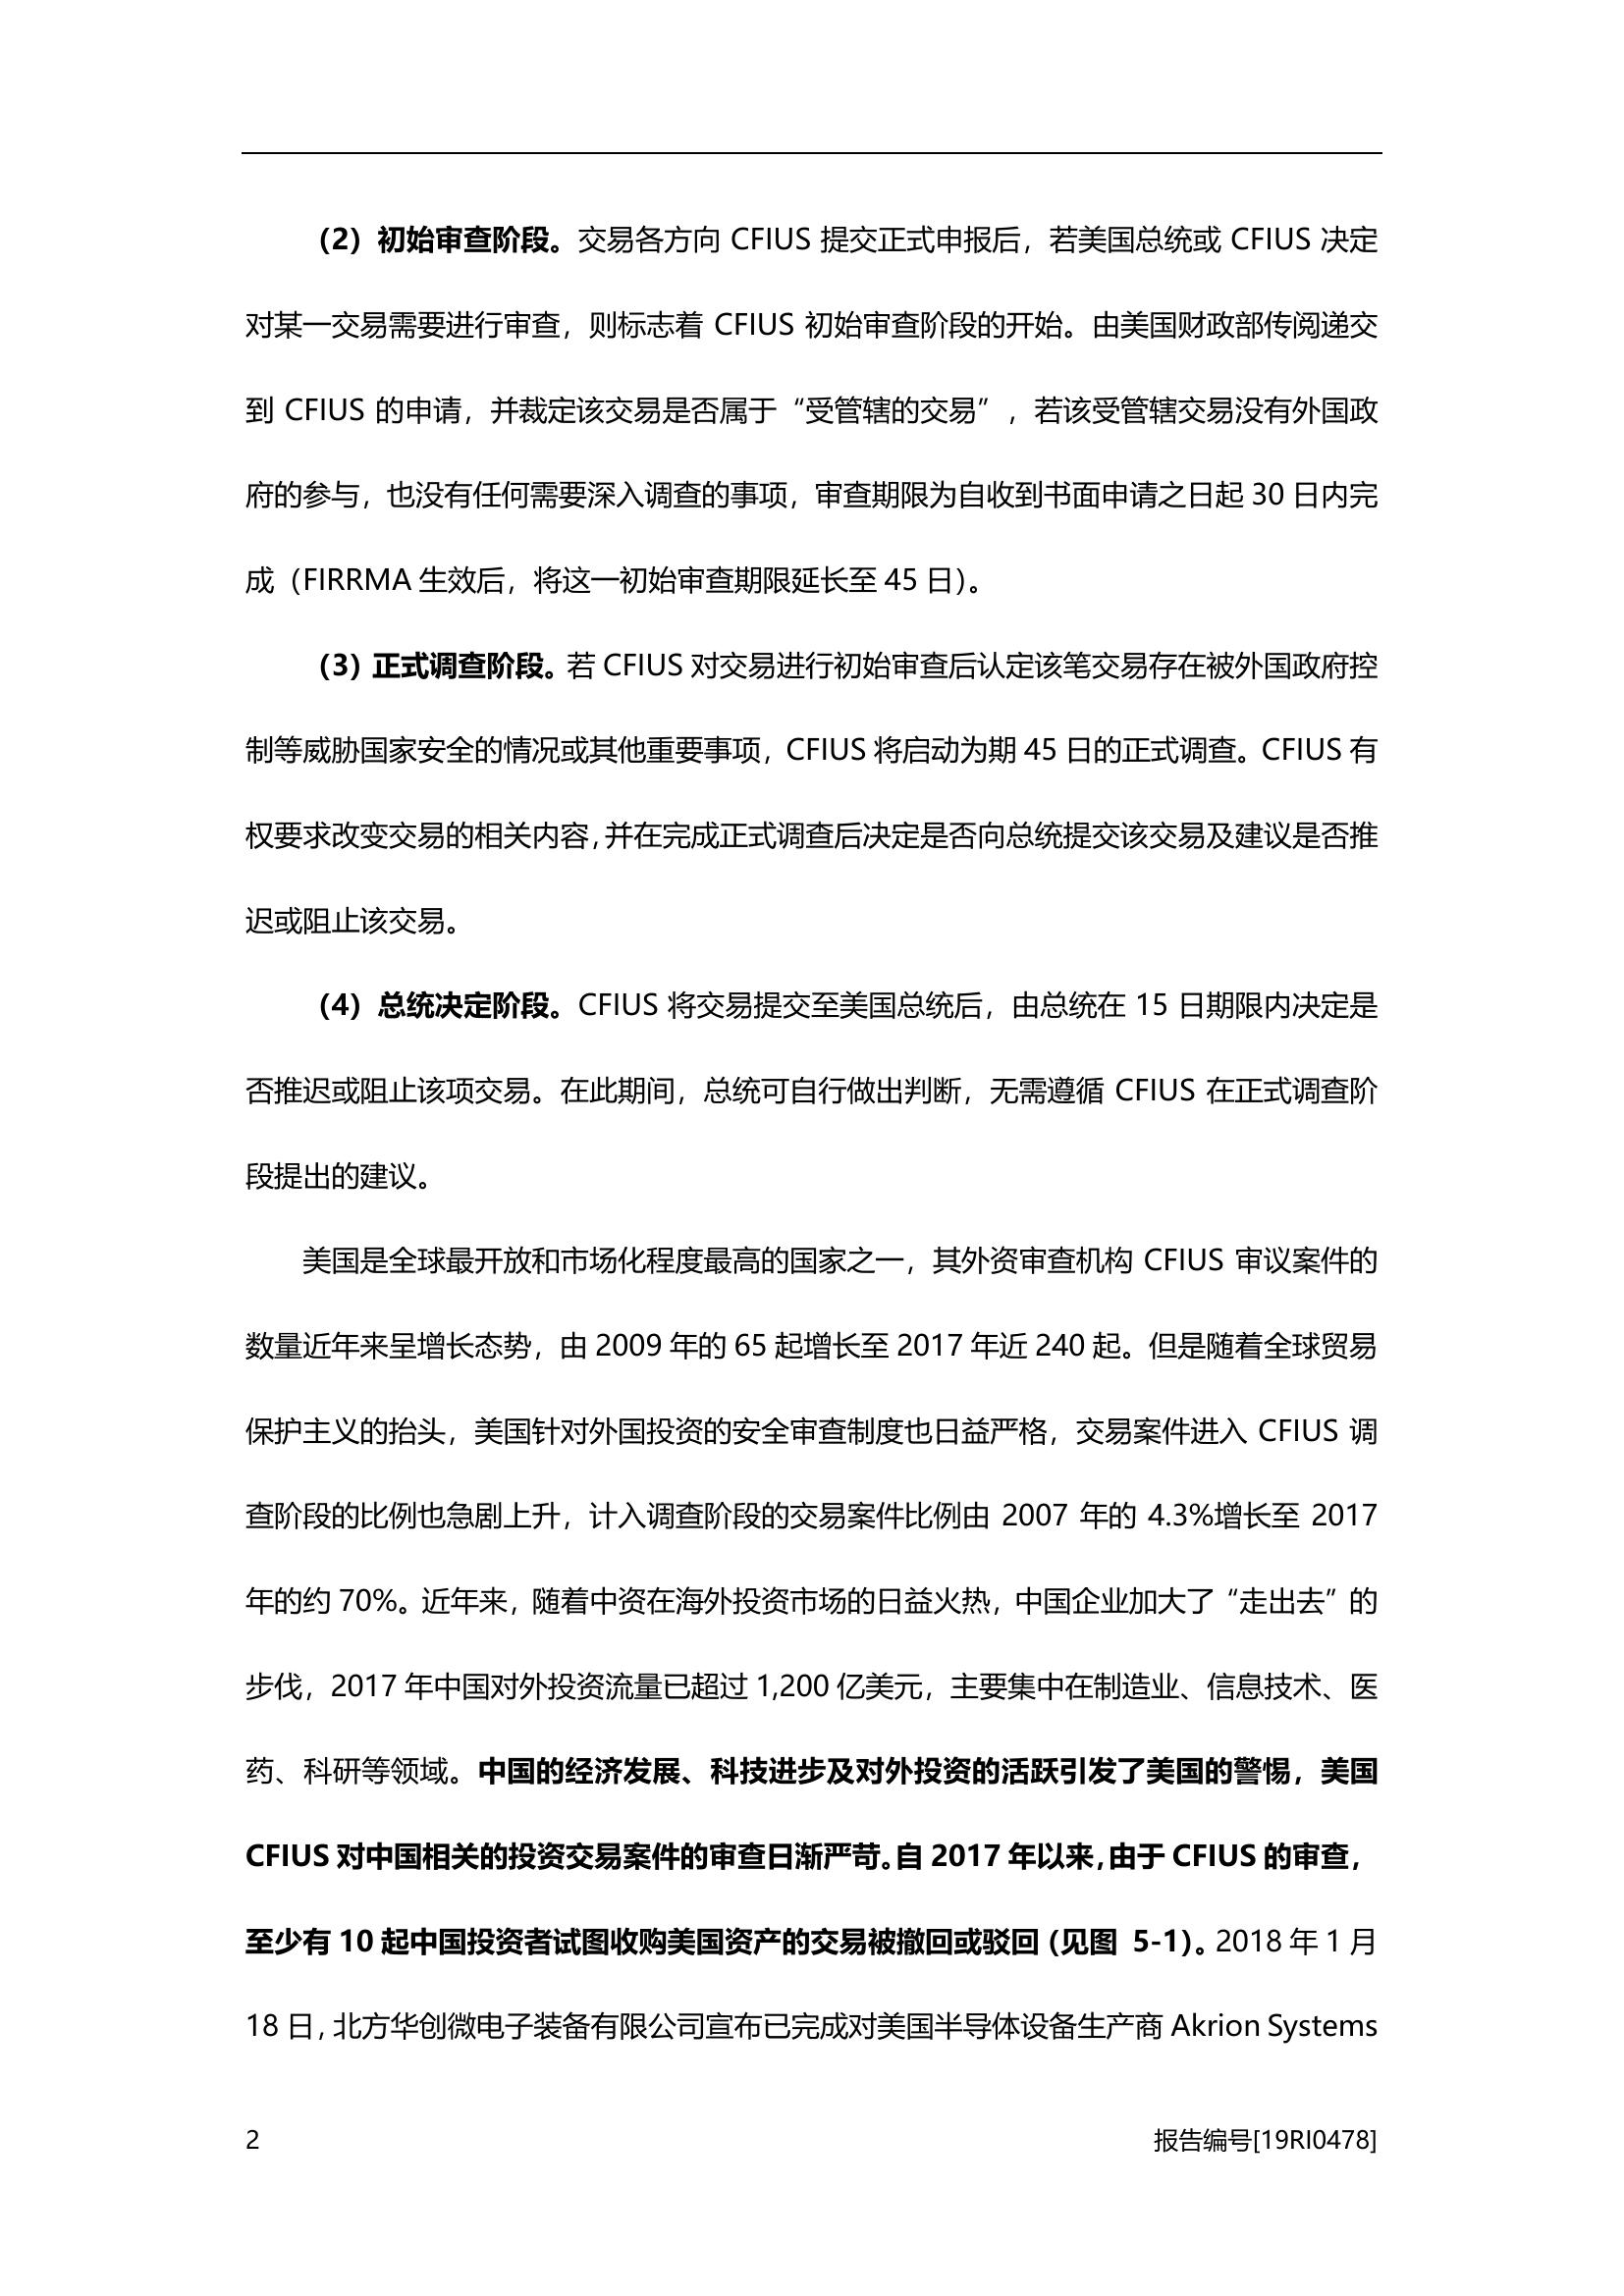 （2）初始审查阶段。交易各方向 CFIUS 提交正式申报后，若美国总统或 CFIUS 决定
对某一交易需要进行审查，则标志着 CFIUS 初始审查阶段的开始。由美国财政部传阅递交
到 CFIUS 的申请，并裁定该交易是否属于“受管辖的交易”，若该受管辖交易没有外国政
府的参与，也没有任何需要深入调查的事项，审查期限为自收到书面申请之日起 30 日内完
成（FIRRMA 生效后，将这一初始审查期限延长至 45 日）。
（3）正式调查阶段。若 CFIUS 对交易进行初始审查后认定该笔交易存在被外国政府控
制等威胁国家安全的情况或其他重要事项，CFIUS 将启动为期 45 日的正式调查。CFIUS 有
权要求改变交易的相关内容，并在完成正式调查后决定是否向总统提交该交易及建议是否推
迟或阻止该交易。
（4）总统决定阶段。CFIUS 将交易提交至美国总统后，由总统在 15 日期限内决定是
否推迟或阻止该项交易。在此期间，总统可自行做出判断，无需遵循 CFIUS 在正式调查阶
段提出的建议。
美国是全球最开放和市场化程度最高的国家之一，其外资审查机构 CFIUS 审议案件的
数量近年来呈增长态势，由 2009 年的 65 起增长至 2017 年近 240 起。但是随着全球贸易
保护主义的抬头，美国针对外国投资的安全审查制度也日益严格，交易案件进入 CFIUS 调
查阶段的比例也急剧上升，计入调查阶段的交易案件比例由 2007 年的 4.3%增长至 2017
年的约 70%。近年来，随着中资在海外投资市场的日益火热，中国企业加大了“走出去”的
步伐，2017 年中国对外投资流量已超过 1,200 亿美元，主要集中在制造业、信息技术、医
药、科研等领域。中国的经济发展、科技进步及对外投资的活跃引发了美国的警惕，美国
CFIUS 对中国相关的投资交易案件的审查日渐严苛。自 2017 年以来，由于 CFIUS 的审查，
至少有 10 起中国投资者试图收购美国资产的交易被撤回或驳回（见图 5-1）。2018 年 1 月
18 日，北方华创微电子装备有限公司宣布已完成对美国半导体设备生产商 Akrion Systems
2 报告编号[19RI0478]